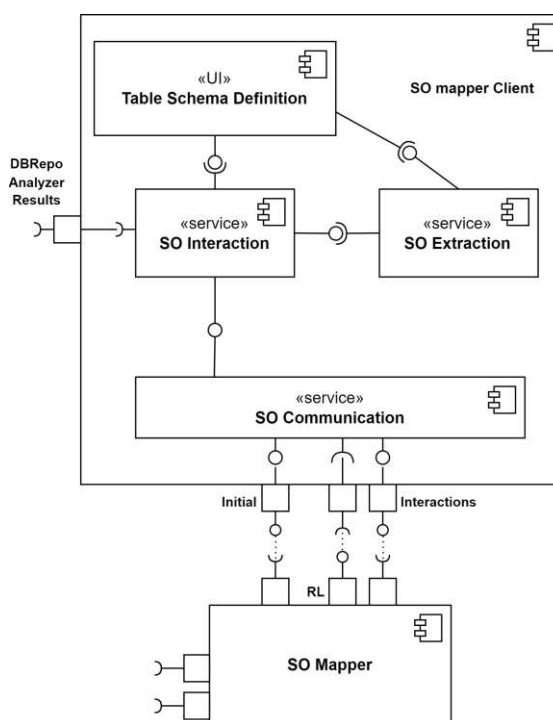 «UI»
Table Schema Definition
SO mapper Client
DBRepo
Analyzer
Results
«service»
SO Interaction
«service»
SO Extraction
«service»
SO Communication
Initial
Interactions
RL
SO Mapper